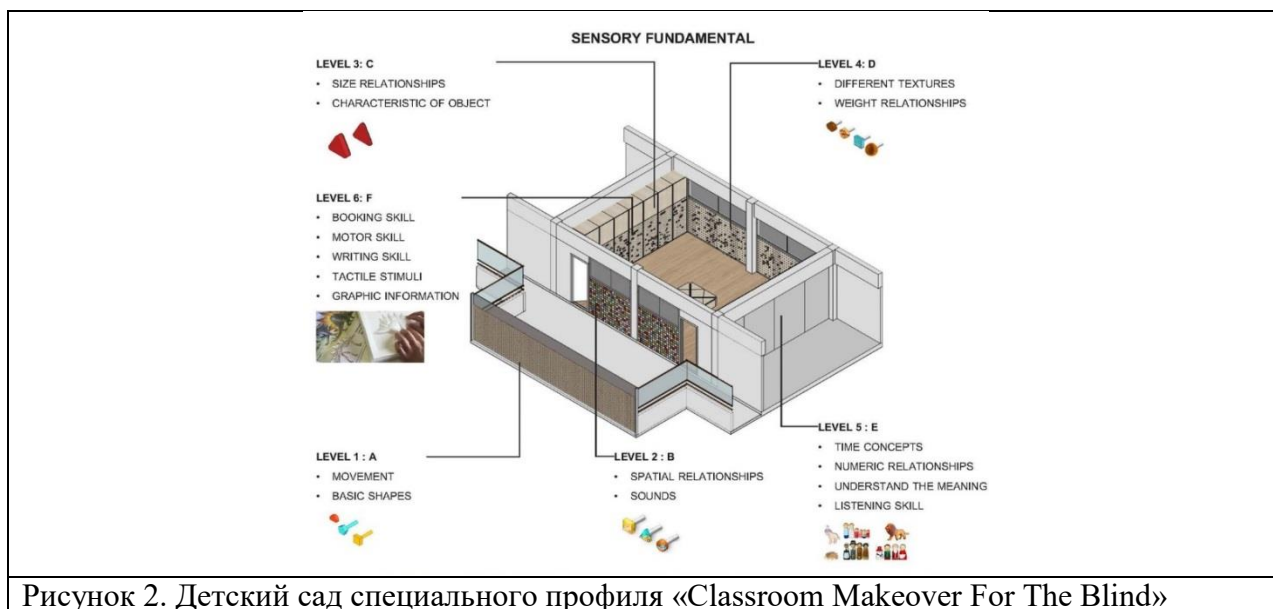 SENSORY FUNDAMENTAL
LEVEL 3: C
• SIZE RELATIONSHIPS
• CHARACTERISTIC OF OBJECT
LEVEL 4: D
• DIFFERENT TEXTURES
• WEIGHT RELATIONSHIPS
LEVEL 6: F
• BOOKING SKILL
• MOTOR SKILL
• WRITING SKILL
• TACTILE STIMULI
• GRAPHIC INFORMATION
LEVEL 1 : A
• MOVEMENT
• BASIC SHAPES
LEVEL 2 : B
• SPATIAL RELATIONSHIPS
• SOUNDS
LEVEL 5 : E
• TIME CONCEPTS
• NUMERIC RELATIONSHIPS
• UNDERSTAND THE MEANING
• LISTENING SKILL
Рисунок 2. Детский сад специального профиля «Classroom Makeover For The Blind»